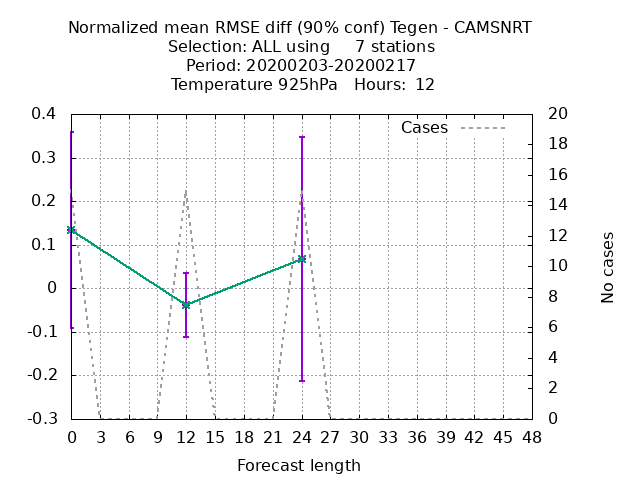 Normalized mean RMSE diff (90% conf) Tegen - CAMSNRT
Selection: ALL using     7 stations
Period: 20200203-20200217
Temperature 925hPa   Hours:  12
Cases
0.4
0.3
0.2
0.1
0
-0.1
-0.2
-0.3
20
18
16
14
12
10
8
6
4
2
0
No cases
0 3 6 9 12 15 18 21 24 27 30 33 36 39 42 45 48
Forecast length